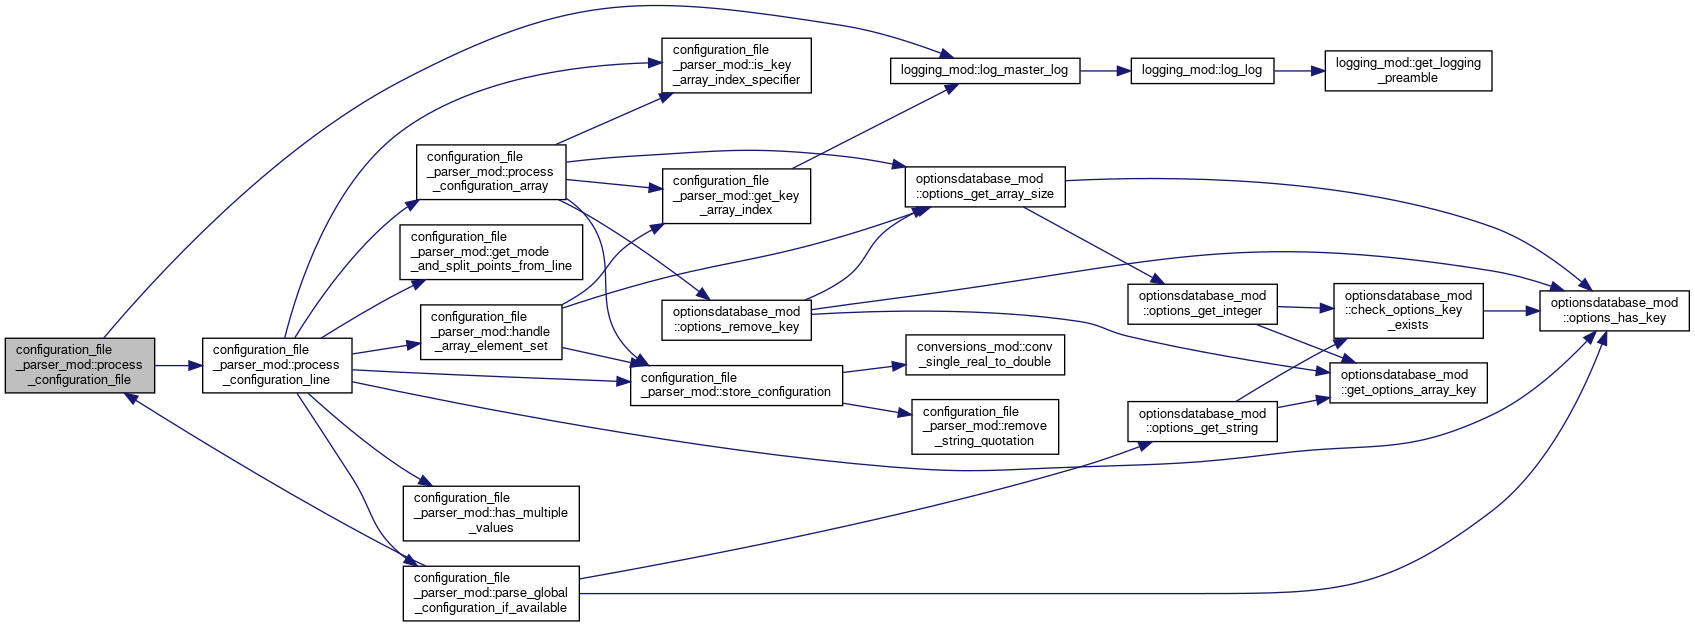 configuration_file
_parser_mod::process
_configuration_file
configuration_file
_parser_mod::process
_configuration_line
configuration_file
_parser_mod::is_key
_array_index_specifier
configuration_file
_parser_mod::process
_configuration_array
configuration_file
_parser_mod::get_key
_array_index
configuration_file
_parser_mod::get_mode
_and_split_points_from_line
configuration_file
_parser_mod::handle
_array_element_set
optionsdatabase_mod
::options_remove_key
configuration_file
_parser_mod::store_configuration
configuration_file
_parser_mod::has_multiple
_values
configuration_file
_parser_mod::parse_global
_configuration_if_available
logging_mod::log_master_log
logging_mod::log_log
logging_mod::get_logging
_preamble
optionsdatabase_mod
::options_get_array_size
conversions_mod::conv
_single_real_to_double
configuration_file
_parser_mod::remove
_string_quotation
optionsdatabase_mod
::options_get_integer
optionsdatabase_mod
::options_get_string
optionsdatabase_mod
::check_options_key
_exists
optionsdatabase_mod
::get_options_array_key
optionsdatabase_mod
::options_has_key